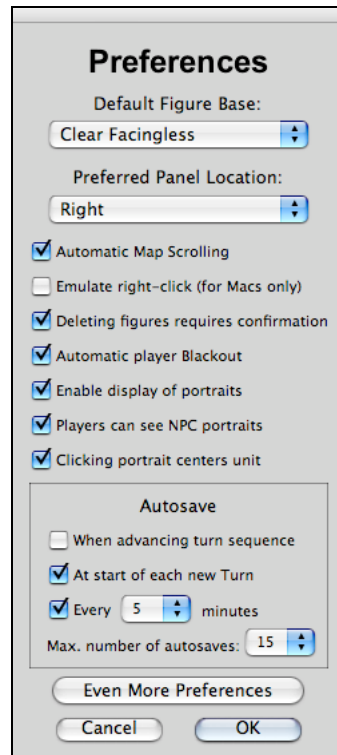 Preferences
Default Figure Base:
Clear Facingless
Preferred Panel Location:
Right
Automatic Map Scrolling
Emulate right-click (for Macs only)
Deleting figures requires confirmation
Automatic player Blackout
Enable display of portraits
Players can see NPC portraits
Clicking portrait centers unit
Autosave
When advancing turn sequence
At start of each new Turn
Every 5 minutes
Max. number of autosaves: 15
Even More Preferences
Cancel OK